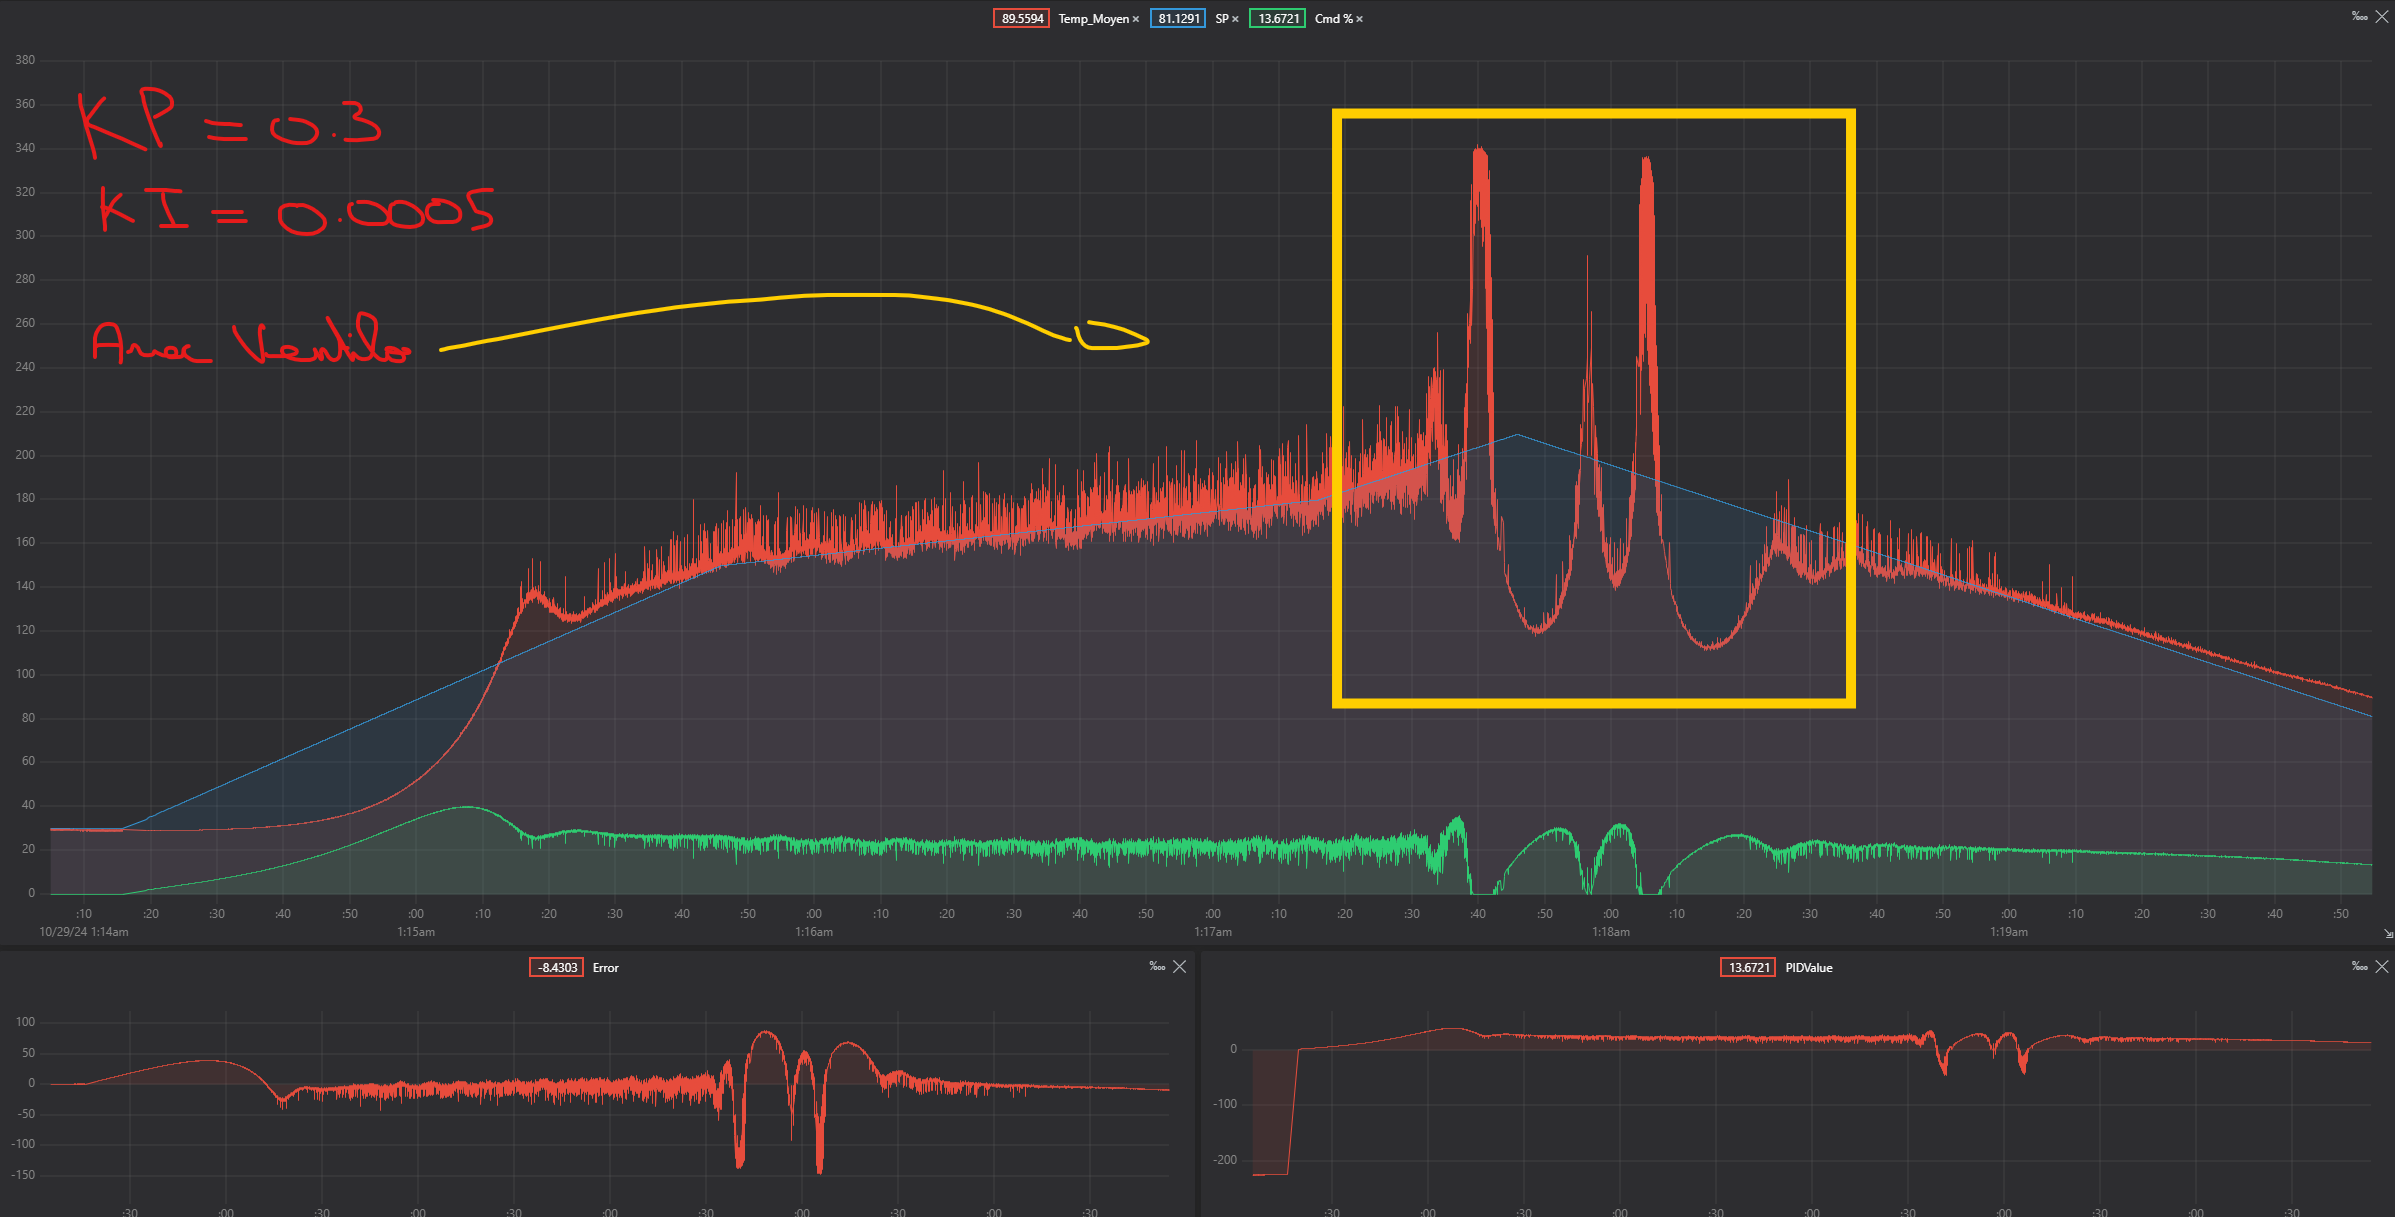 89.5594 Temp_Moyen × 81.1291 SP × 13.6721 Cmd % ×
380
360
340
320
300
280
260
240
220
200
180
160
140
120
100
80
60
40
20
0
KP = 0.3
KI = 0.0005
Avec Ventilo
:10 :20 :30 :40 :50 :00 :10 :20 :30 :40 :50 :00 :10 :20 :30 :40 :50 :00 :10 :20 :30 :40 :50 :00 :10 :20 :30 :40 :50 :00 :10 :20 :30 :40 :50
10/29/24 1:14am 1:15am 1:16am 1:17am 1:18am 1:19am
-8.4303 Error
100
50
0
-50
-100
-150
:30 :00 :30 :00 :30 :00 :30 :00 :30 :00 :30
13.6721 PIDValue
0
-100
-200
:30 :00 :30 :00 :30 :00 :30 :00 :30 :00 :30